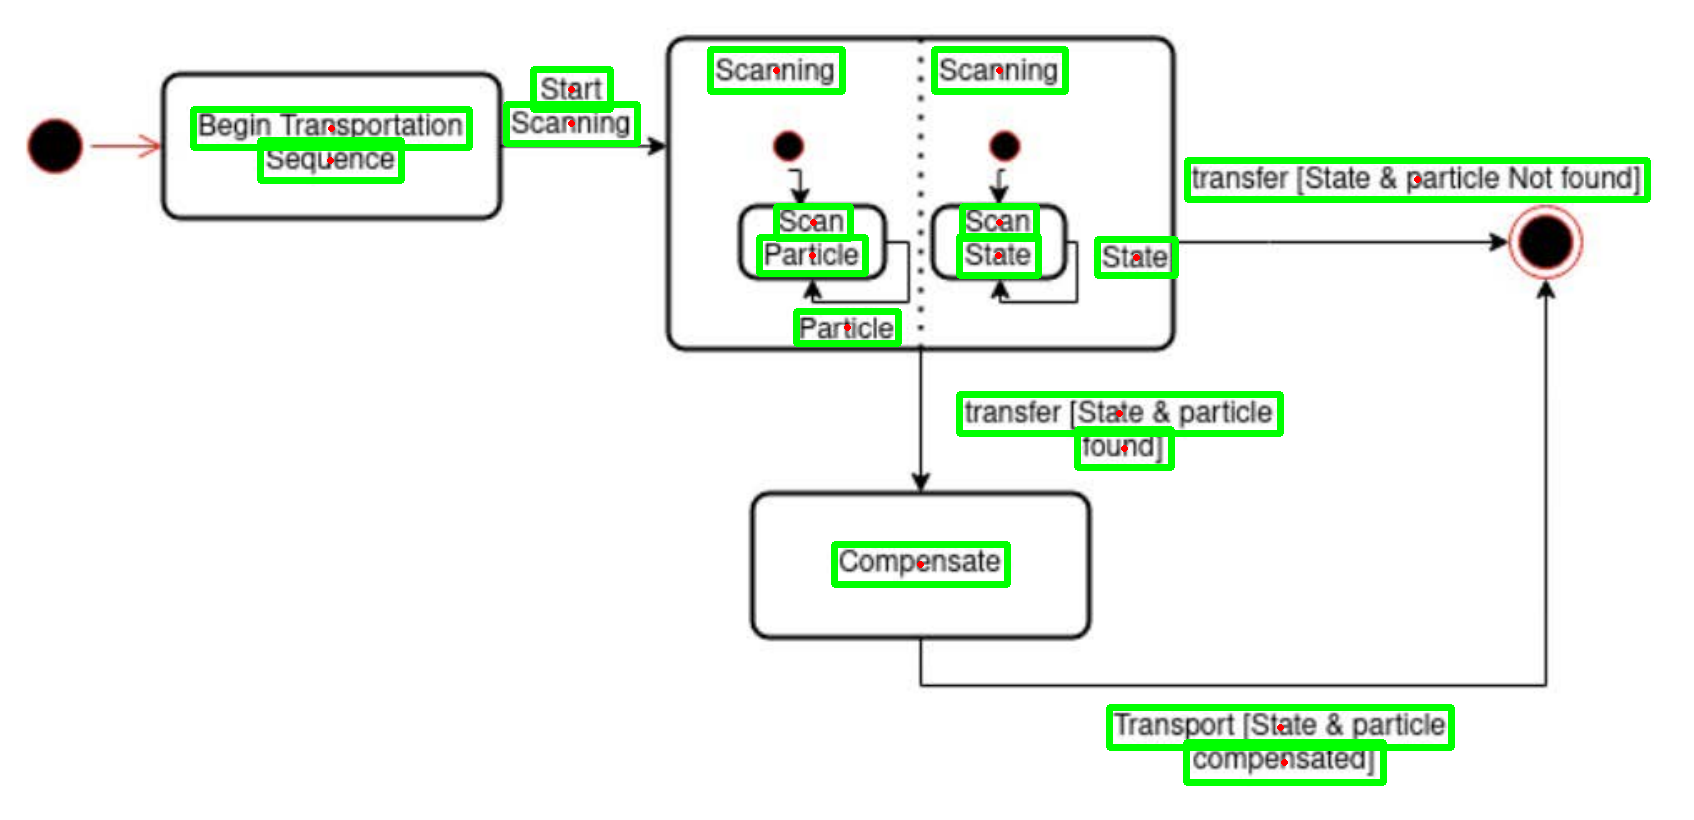 Begin Transportation
Sequence
Start
Scanning
Scanning
Scanning
Scan
Particle
Scan
State
State
Particle
transfer [State & particle Not found]
transfer [State & particle
found]
Compensate
Transport [State & particle
compensated]